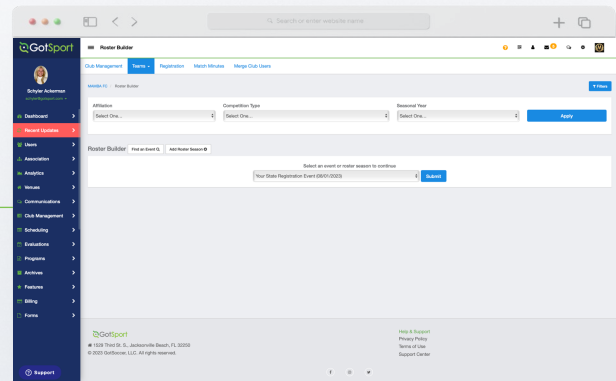 Search or enter website name
GotSport
Roster Builder
Club Management
Teams
Registration
Match Minutes
Merge Club Users
Schyler Ackerman
MANABA FC
Roster Builder
Filters
Affiliation
Competition Type
Seasonal Year
Select One...
Select One...
Select One...
Apply
Dashboard
Recent Updates
Users
Association
Analytics
Venues
Communications
Club Management
Scheduling
Evaluations
Programs
Archives
Features
Billing
Forms
Support
Roster Builder
Find an Event
Add Roster Season
Select an event or roster season to continue
Your State Registration Event (08/01/2023)
Submit
GotSport
1529 Third St. S., Jacksonville Beach, FL 32250
© 2023 GotSoccer, LLC. All rights reserved.
Help & Support
Privacy Policy
Terms of Use
Support Center